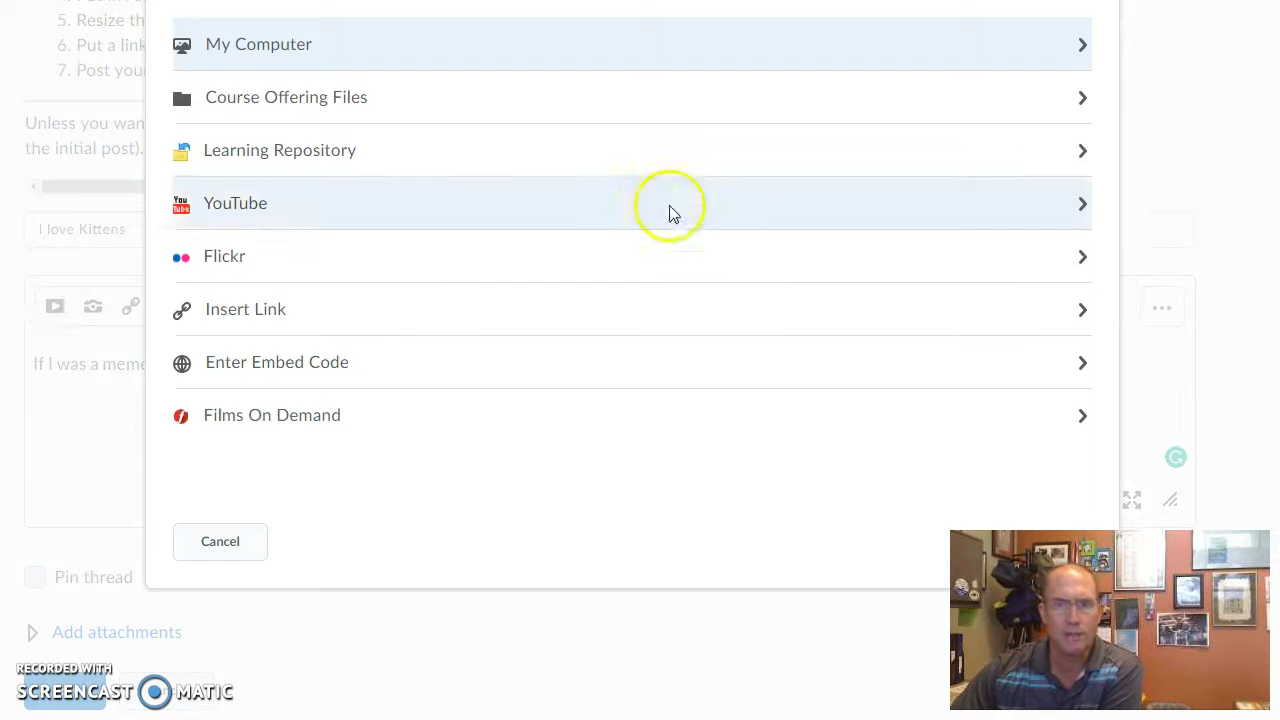 5. Resize th
6. Put a link
7. Post your
Unless you wan
the initial post).
I love Kittens
If I was a meme
My Computer
Course Offering Files
Learning Repository
You Tube YouTube
Flickr
Insert Link
Enter Embed Code
Films On Demand
Cancel
Pin thread
Add attachments
RECORDED WITH
SCREENCAST MATIC